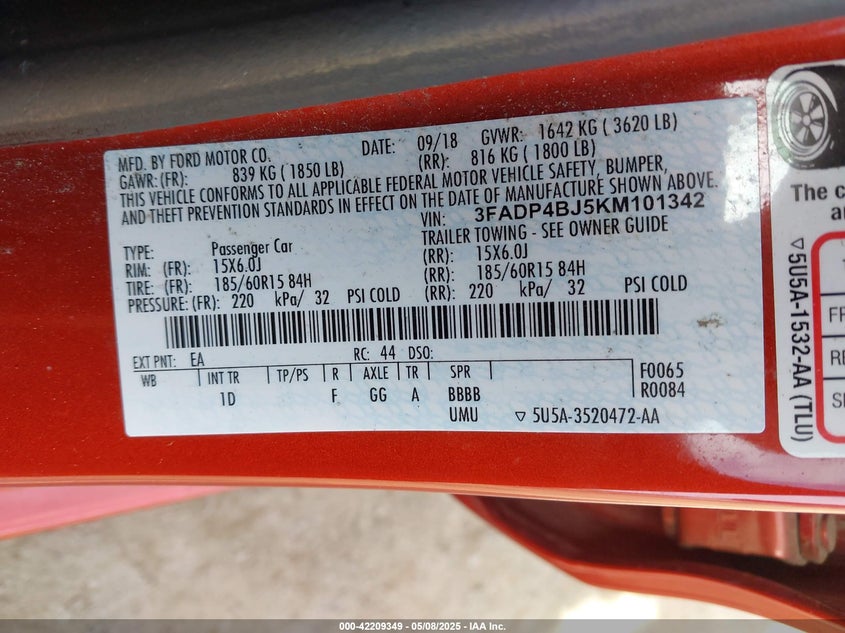 MFD. BY FORD MOTOR CO. DATE: 09/18 GVWR: 1642 KG ( 3620 LB)
GAWR: (FR): 839 KG ( 1850 LB) (RR): 816 KG ( 1800 LB)
THIS VEHICLE CONFORMS TO ALL APPLICABLE FEDERAL MOTOR VEHICLE SAFETY, BUMPER,
AND THEFT PREVENTION STANDARDS IN EFFECT ON THE DATE OF MANUFACTURE SHOWN ABOVE.
VIN: 3FADP4BJ5KM101342
TYPE: Passenger Car TRAILER TOWING - SEE OWNER GUIDE
RIM: (FR): 15X6.0J (RR): 15X6.0J
TIRE: (FR): 185/60R15 84H (RR): 185/60R15 84H
PRESSURE: (FR): 220 kPa/ 32 PSI COLD (RR): 220 kPa/ 32 PSI COLD
EXT PNT: EA RC: 44 DSO:
WB INT TR TP/PS R AXLE TR SPR F0065
1D F GG A BBBB R0084
UMU ▽ 5U5A-3520472-AA
The c
a
▽ 5U5A-1532-AA (TLU)
FR
RE
S
000-42209349 - 05/08/2025 - IAA Inc.